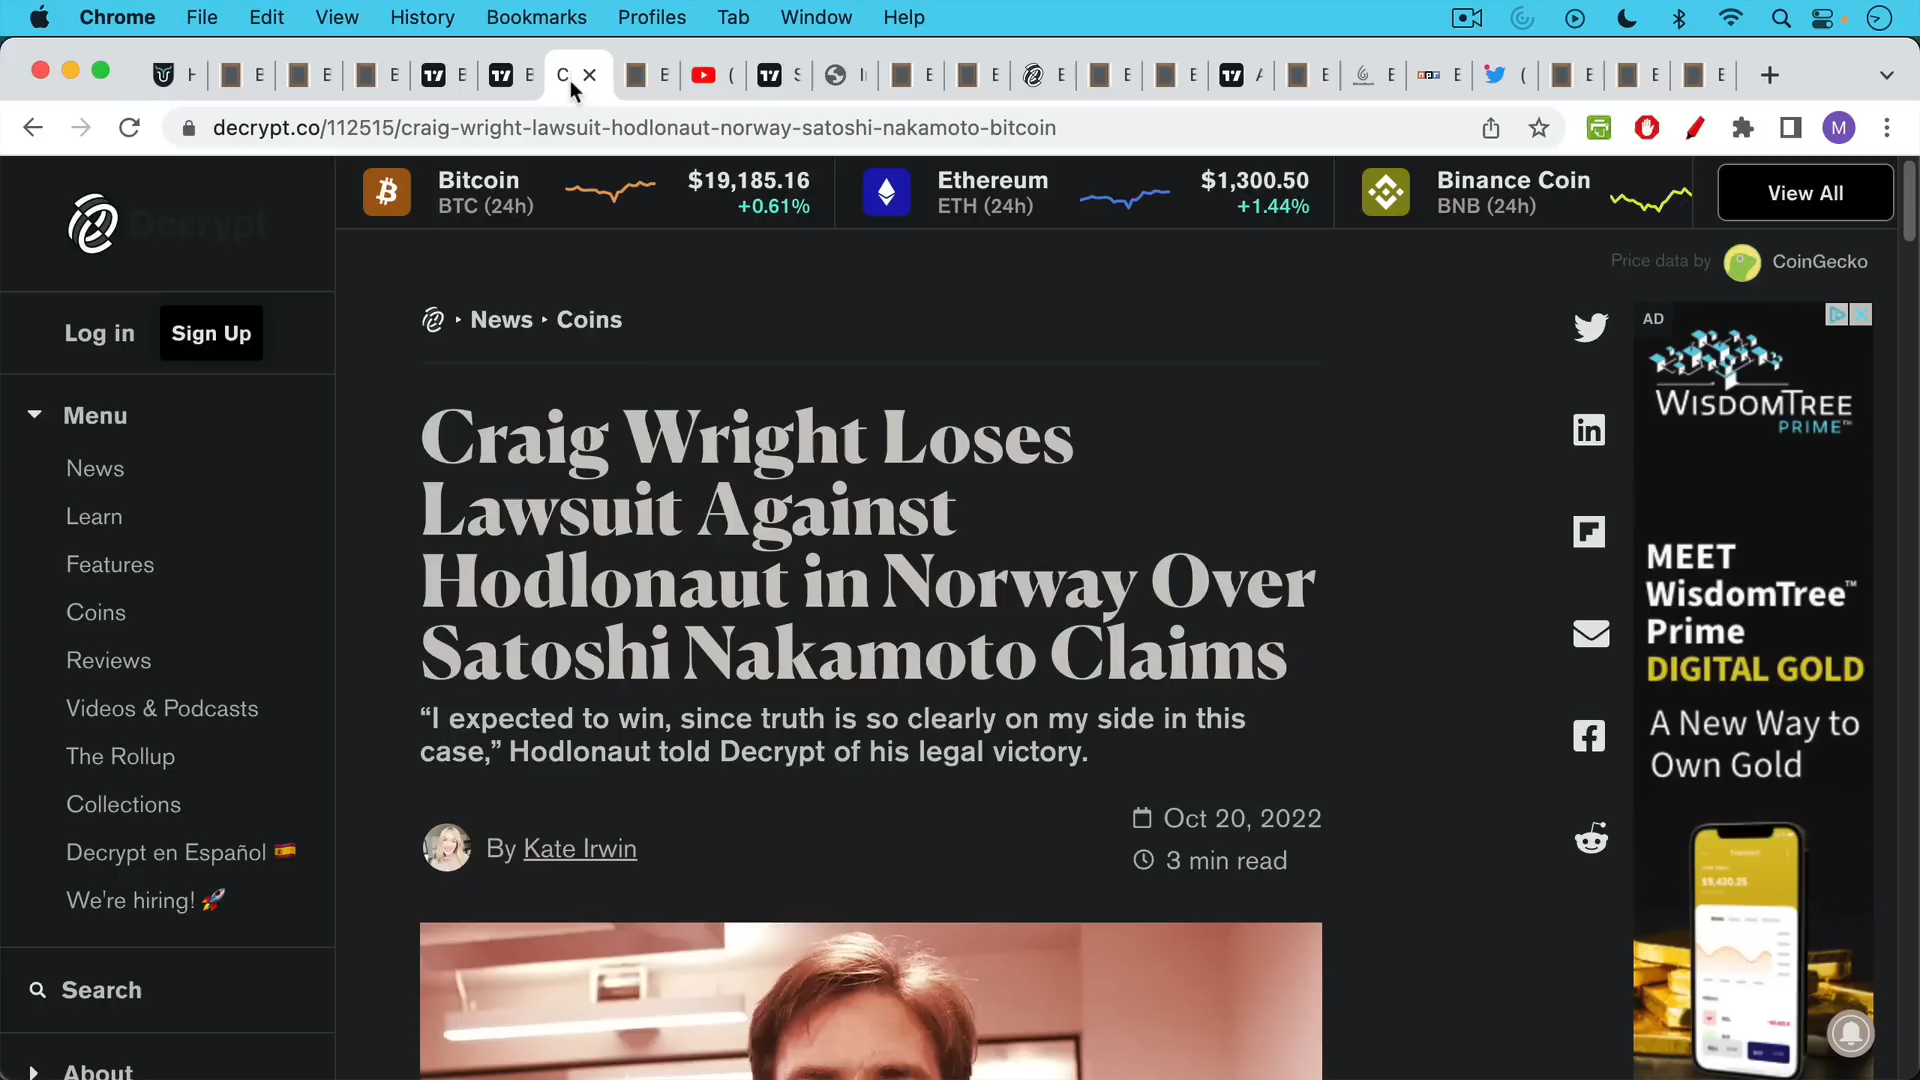 Chrome File Edit View History Bookmarks Profiles Tab Window Help
H E E E E E C E ( S I E E E E E A E E E ( E E E
decrypt.co/112515/craig-wright-lawsuit-hodlonaut-norway-satoshi-nakamoto-bitcoin
M
Decrypt
Log in
Sign Up
Menu
News
Learn
Features
Coins
Reviews
Videos & Podcasts
The Rollup
Collections
Decrypt en Español
We're hiring!
Search
About
Bitcoin $19,185.16
BTC (24h) +0.61%
Ethereum $1,300.50
ETH (24h) +1.44%
Binance Coin
BNB (24h)
View All
Price data by CoinGecko
News ‣ Coins
Craig Wright Loses
Lawsuit Against
Hodlonaut in Norway Over
Satoshi Nakamoto Claims
“I expected to win, since truth is so clearly on my side in this
case,” Hodlonaut told Decrypt of his legal victory.
By Kate Irwin
Oct 20, 2022
3 min read
AD
WISDOMTREE
PRIME™
MEET
WisdomTree™
Prime
DIGITAL GOLD
A New Way to
Own Gold
$9,420.25